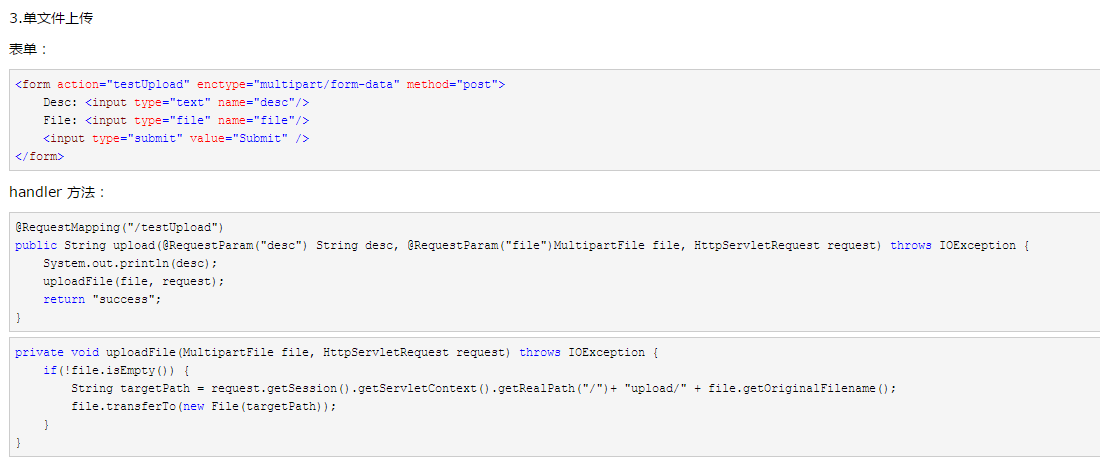 3.单文件上传
表单：
<form action="testUpload" enctype="multipart/form-data" method="post">
    Desc: <input type="text" name="desc"/>
    File: <input type="file" name="file"/>
    <input type="submit" value="Submit" />
</form>
handler 方法：
@RequestMapping("/testUpload")
public String upload(@RequestParam("desc") String desc, @RequestParam("file")MultipartFile file, HttpServletRequest request) throws IOException {
    System.out.println(desc);
    uploadFile(file, request);
    return "success";
}
private void uploadFile(MultipartFile file, HttpServletRequest request) throws IOException {
    if(!file.isEmpty()) {
        String targetPath = request.getSession().getServletContext().getRealPath("/")+ "upload/" + file.getOriginalFilename();
        file.transferTo(new File(targetPath));
    }
}